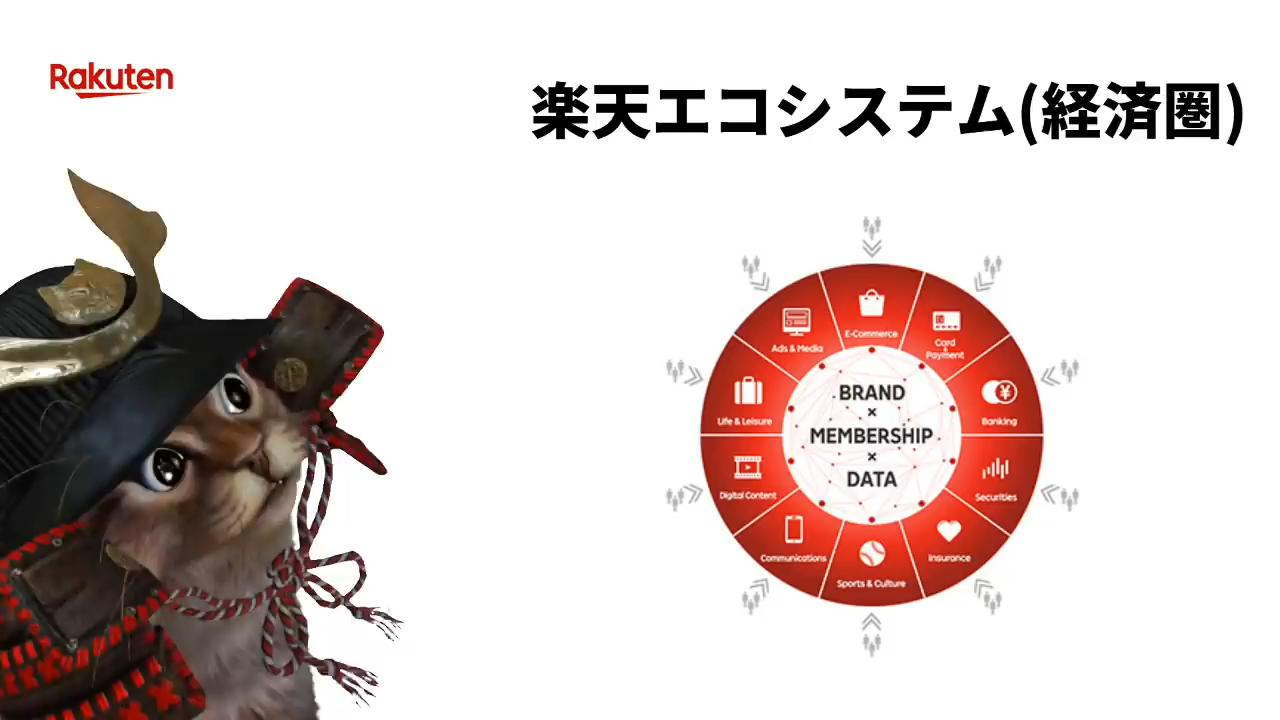 Rakuten
楽天エコシステム(経済圏)
E-Commerce
Card
&
Payment
Banking
Securities
Insurance
Sports & Culture
Communications
Digital Content
Life & Leisure
Ads & Media
BRAND
×
MEMBERSHIP
×
DATA